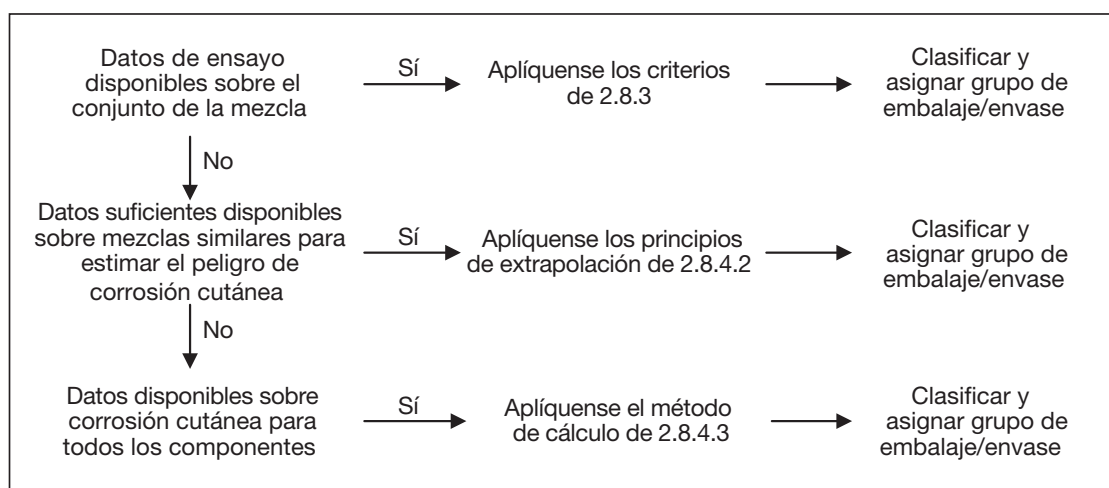 Datos de ensayo
disponibles sobre el
conjunto de la mezcla
Sí
Aplíquense los criterios
de 2.8.3
Clasificar y
asignar grupo de
embalaje/envase
No
Datos suficientes disponibles
sobre mezclas similares para
estimar el peligro de
corrosión cutánea
Sí
Aplíquense los principios
de extrapolación de 2.8.4.2
Clasificar y
asignar grupo de
embalaje/envase
No
Datos disponibles sobre
corrosión cutánea para
todos los componentes
Sí
Aplíquense el método
de cálculo de 2.8.4.3
Clasificar y
asignar grupo de
embalaje/envase